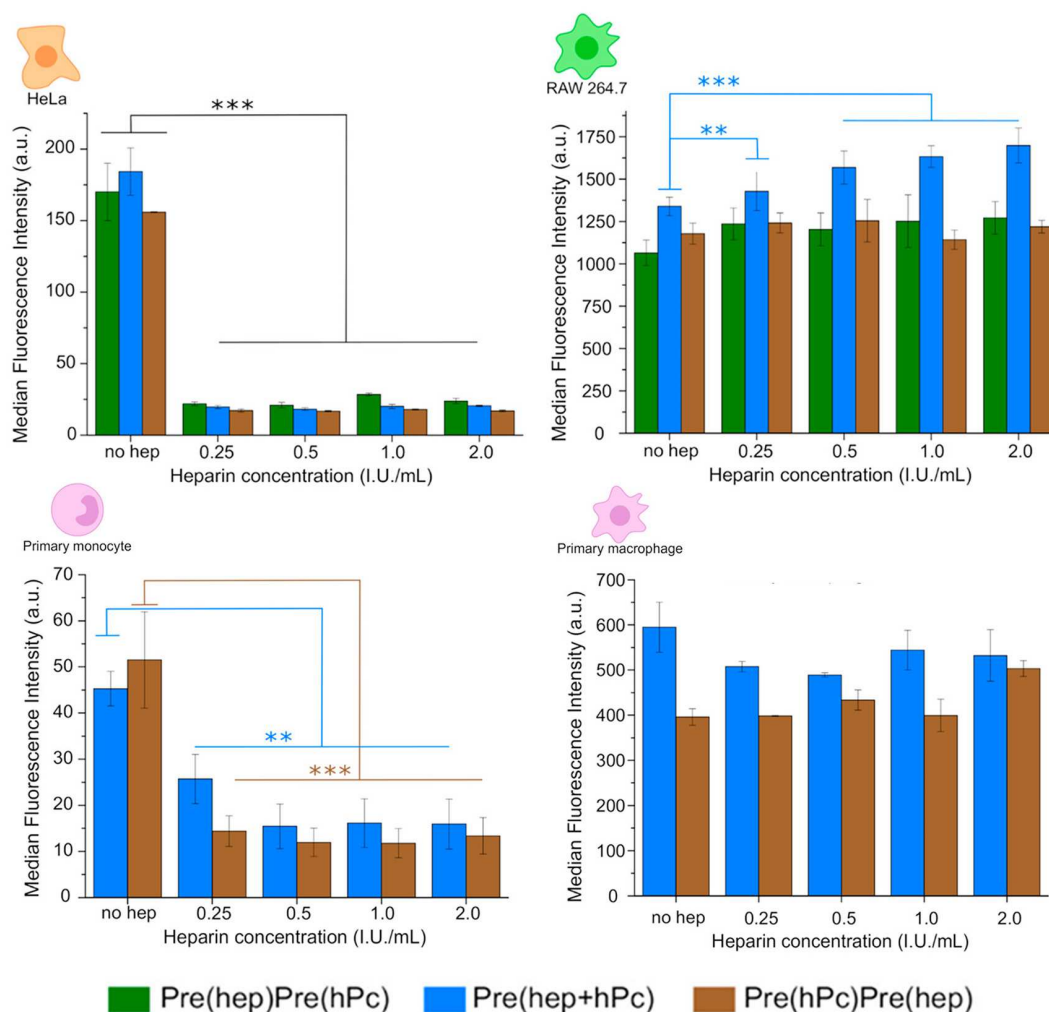 HeLa
***
Median Fluorescence Intensity (a.u.)
200
150
100
50
0
no hep 0.25 0.5 1.0 2.0
Heparin concentration (I.U./mL)
RAW 264.7
***
**
Median Fluorescence Intensity (a.u.)
1750
1500
1250
1000
750
500
250
0
no hep 0.25 0.5 1.0 2.0
Heparin concentration (I.U./mL)
Primary monocyte
Median Fluorescence Intensity (a.u.)
70
60
50
40
30
20
10
0
**
***
no hep 0.25 0.5 1.0 2.0
Heparin concentration (I.U./mL)
Primary macrophage
Median Fluorescence Intensity (a.u.)
700
600
500
400
300
200
100
0
no hep 0.25 0.5 1.0 2.0
Heparin concentration (I.U./mL)
Pre(hep)Pre(hPc) Pre(hep+hPc) Pre(hPc)Pre(hep)